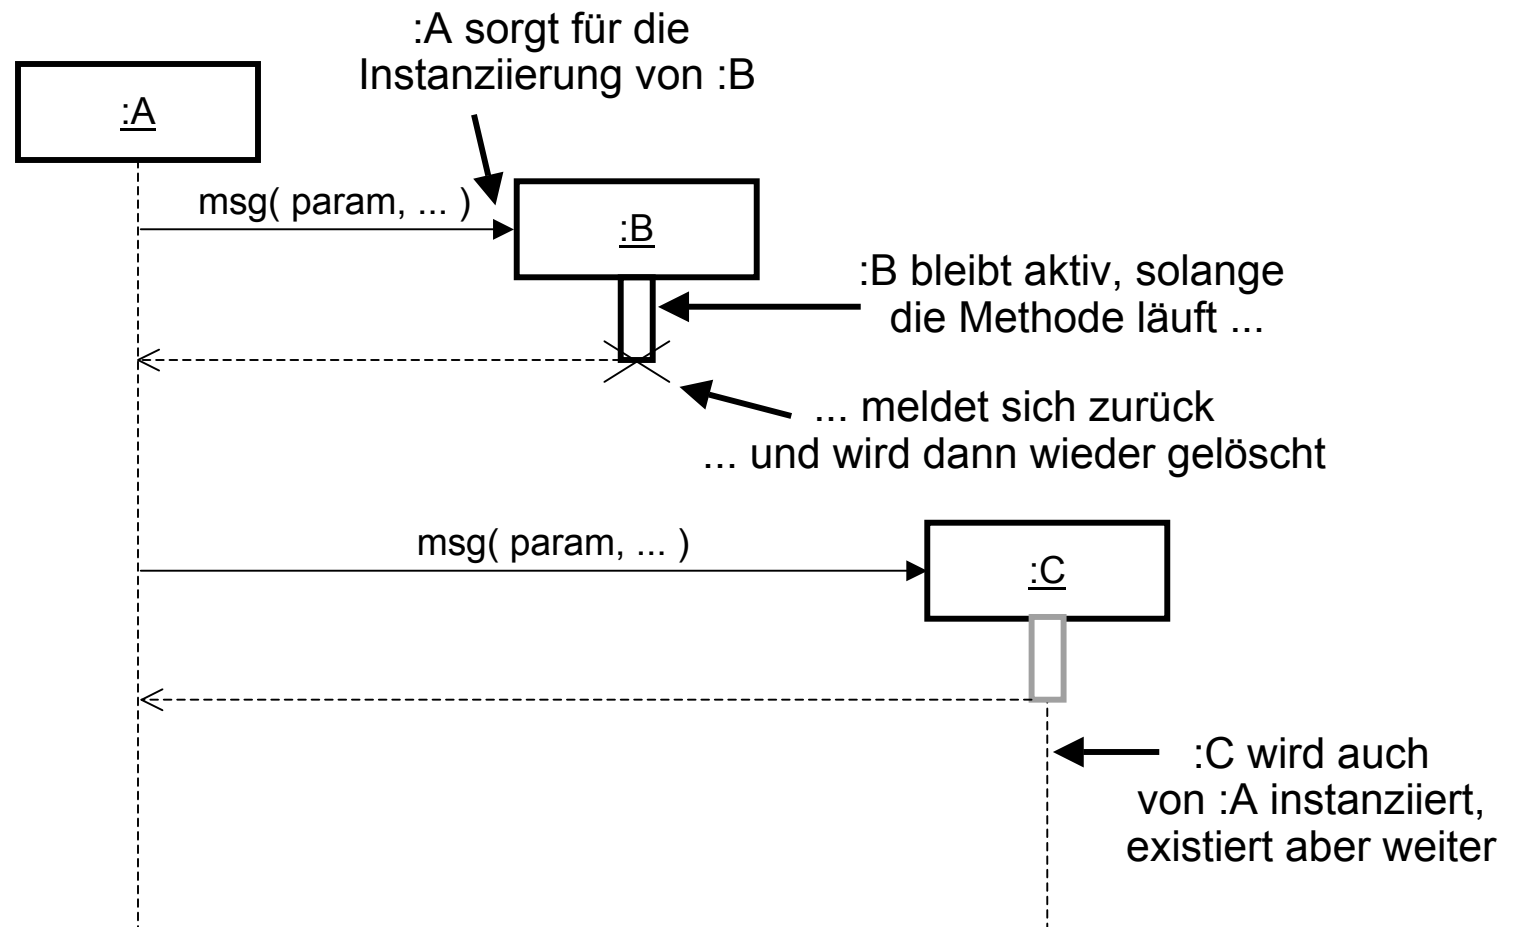 :A sorgt für die
Instanziierung von :B
:A
msg( param, ... )
:B
:B bleibt aktiv, solange
die Methode läuft ...
... meldet sich zurück
... und wird dann wieder gelöscht
msg( param, ... )
:C
:C wird auch
von :A instanziiert,
existiert aber weiter